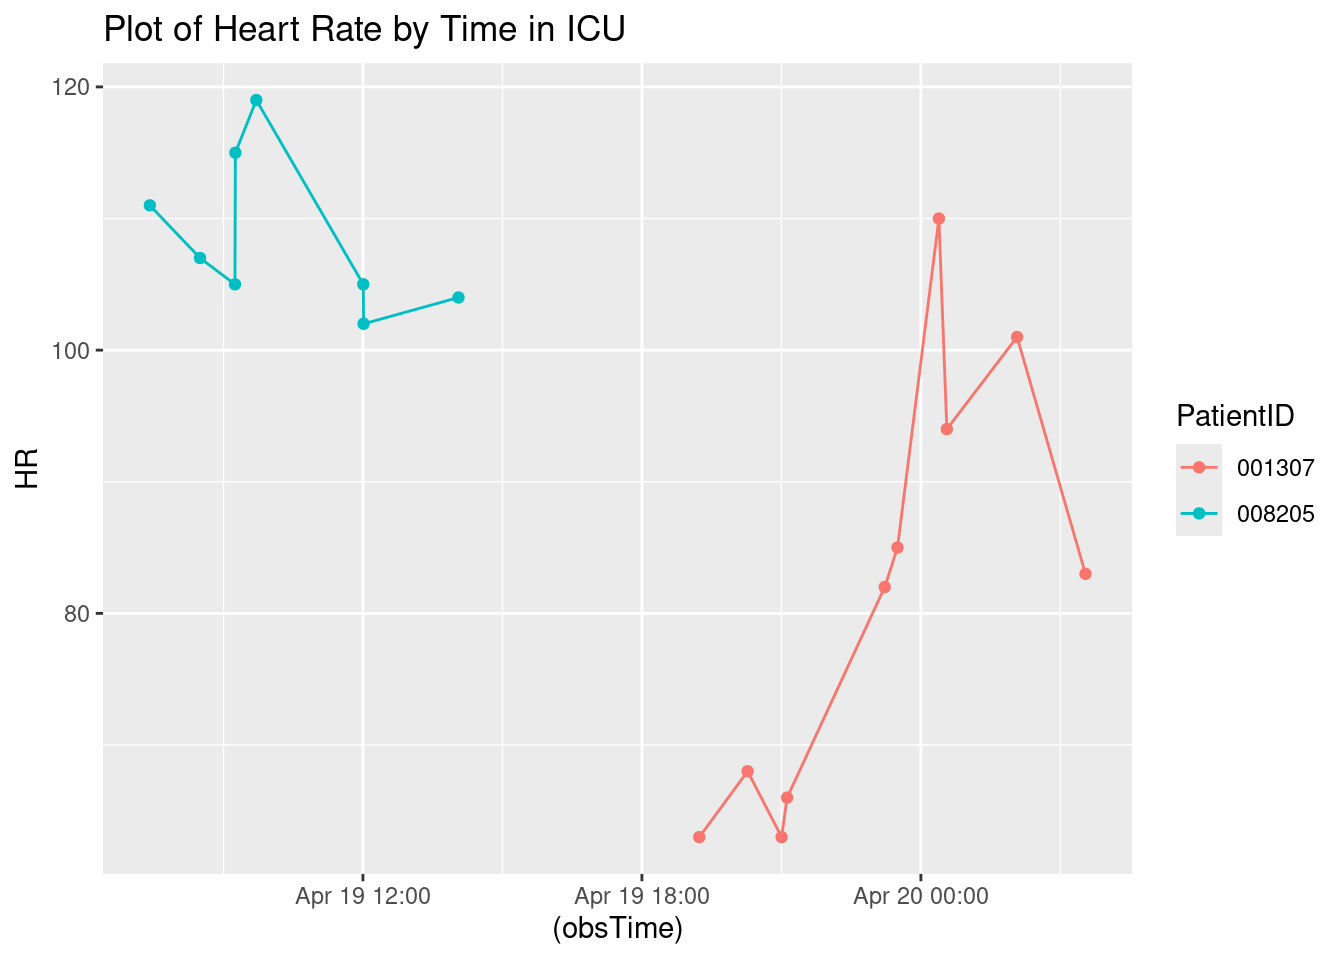 Plot of Heart Rate by Time in ICU
120
100
80
HR
Apr 19 12:00
Apr 19 18:00
Apr 20 00:00
(obsTime)
PatientID
001307
008205